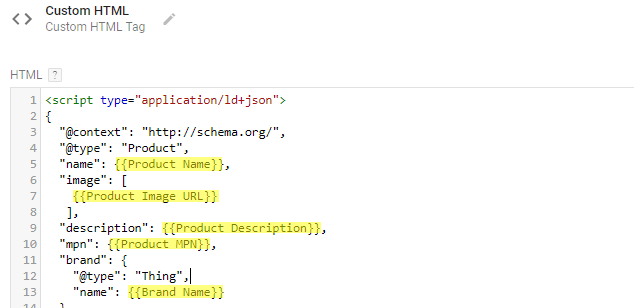 Custom HTML
Custom HTML Tag
HTML ?
1 <script type="application/ld+json">
2 {
3 "@context": "http://schema.org/",
4 "@type": "Product",
5 "name": {{Product Name}},
6 "image": [
7 {{Product Image URL}}
8 ],
9 "description": {{Product Description}},
10 "mpn": {{Product MPN}},
11 "brand": {
12 "@type": "Thing",
13 "name": {{Brand Name}}
14 }